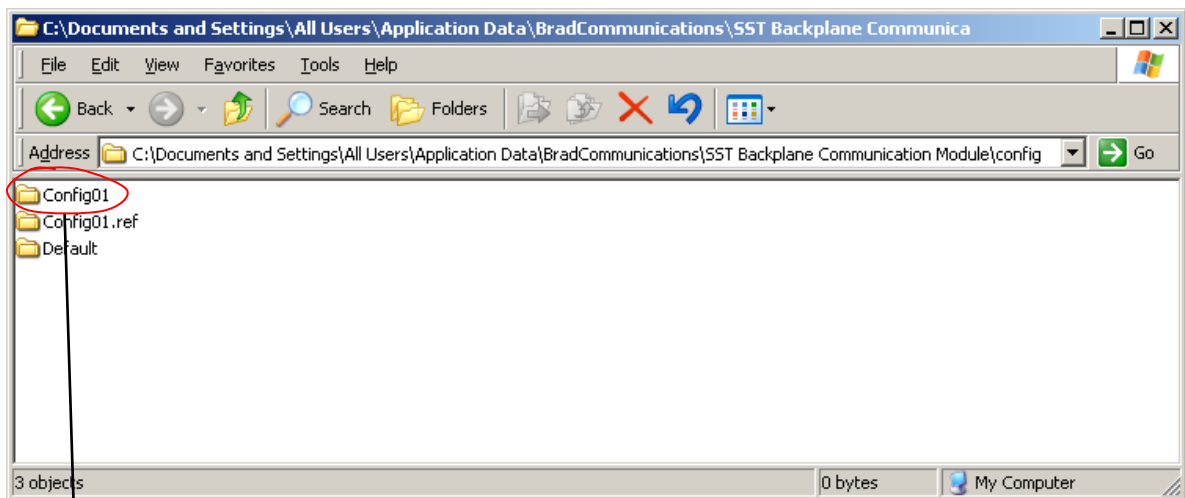 C:\Documents and Settings\All Users\Application Data\BradCommunications\SST Backplane Communica
File Edit View Favorites Tools Help
Back Search Folders
Address C:\Documents and Settings\All Users\Application Data\BradCommunications\SST Backplane Communication Module\config Go
Config01
Config01.ref
Default
3 objects 0 bytes My Computer